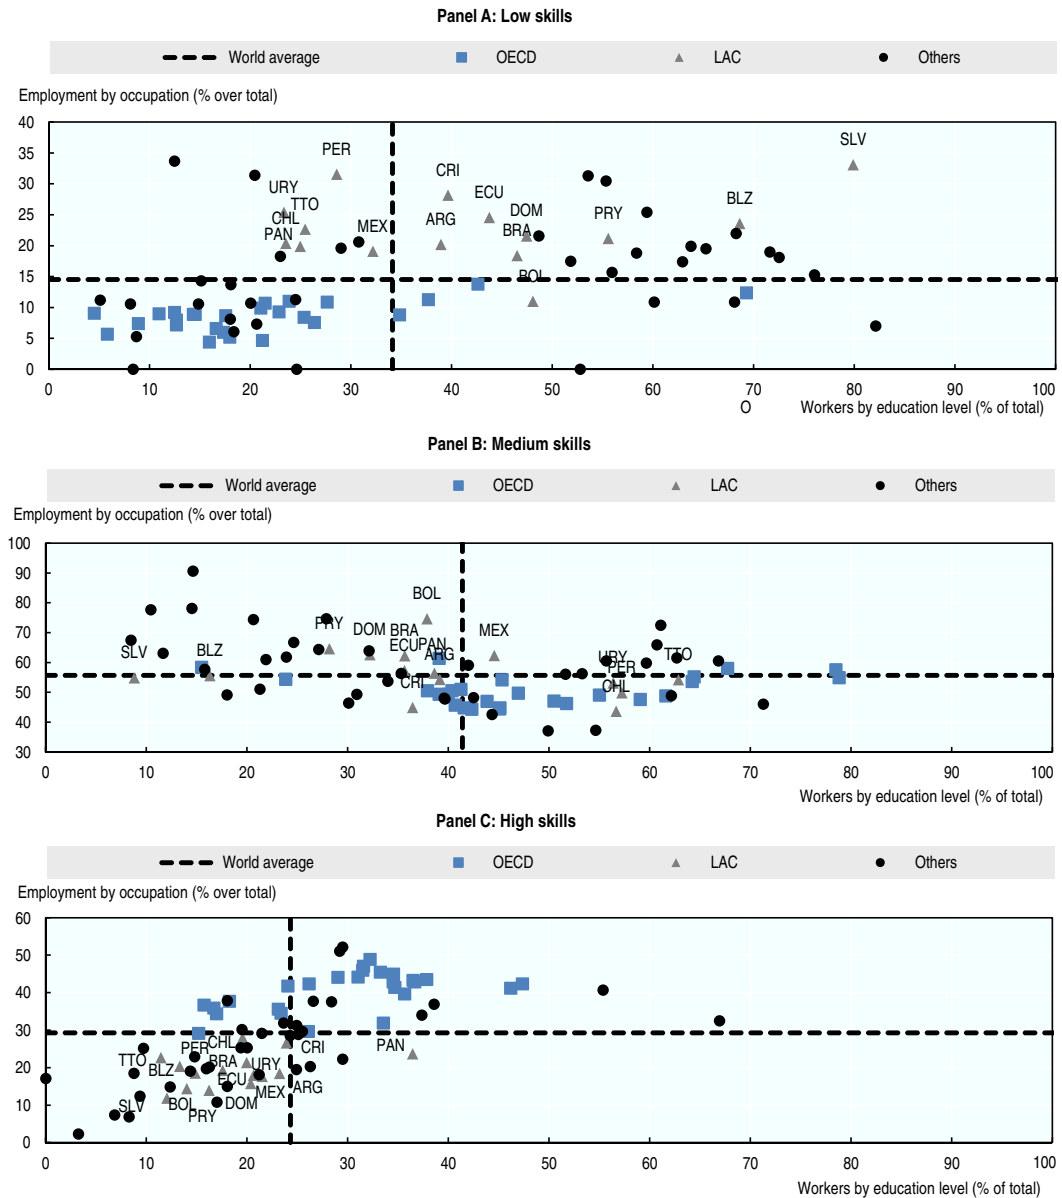 Panel A: Low skills
World average OECD LAC Others
Employment by occupation (% over total)
40
35
30
25
20
15
10
5
0
SLV
PER
CRI
URY
ECU
BLZ
TTO
DOM
PRY
CHL
ARG
MEX
BRA
PAN
BOL
0 10 20 30 40 50 60 70 80 90 100
O Workers by education level (% of total)
Panel B: Medium skills
World average OECD LAC Others
Employment by occupation (% over total)
100
90
80
70
60
50
40
30
BOL
PRY
DOM
BRA
MEX
SLV
BLZ
ECU
PAN
ARG
URY
TTO
PER
CRI
CHL
0 10 20 30 40 50 60 70 80 90 100
Workers by education level (% of total)
Panel C: High skills
World average OECD LAC Others
Employment by occupation (% over total)
60
50
40
30
20
10
0
CHL
PER
CRI
PAN
TTO
BLZ
BRA
URY
ECU
MEX
ARG
SLV
BOL
DOM
PRY
0 10 20 30 40 50 60 70 80 90 100
Workers by education level (% of total)